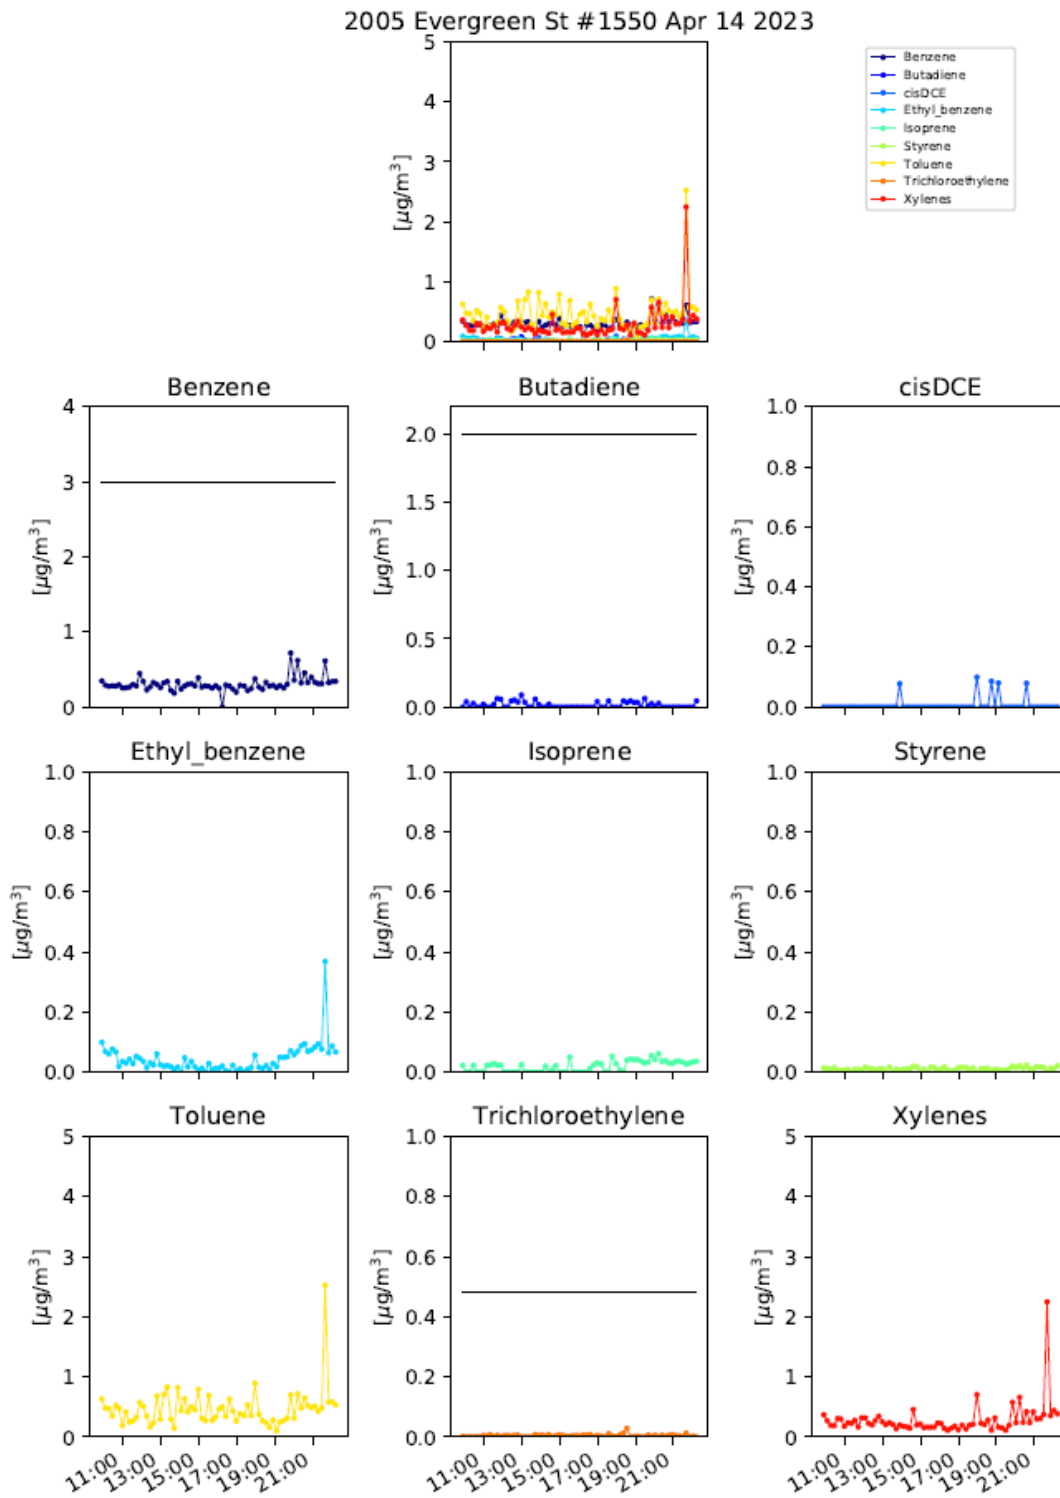 2005 Evergreen St #1550 Apr 14 2023
5
4
3
2
1
0
[μg/m³]
Benzene
Butadiene
cisDCE
Ethyl_benzene
Isoprene
Styrene
Toluene
Trichloroethylene
Xylenes
Benzene
4
3
2
1
0
[μg/m³]
Butadiene
2.0
1.5
1.0
0.5
0.0
[μg/m³]
cisDCE
1.0
0.8
0.6
0.4
0.2
0.0
[μg/m³]
Ethyl_benzene
1.0
0.8
0.6
0.4
0.2
0.0
[μg/m³]
Isoprene
1.0
0.8
0.6
0.4
0.2
0.0
[μg/m³]
Styrene
1.0
0.8
0.6
0.4
0.2
0.0
[μg/m³]
Toluene
5
4
3
2
1
0
[μg/m³]
11:00 13:00 15:00 17:00 19:00 21:00
Trichloroethylene
1.0
0.8
0.6
0.4
0.2
0.0
[μg/m³]
11:00 13:00 15:00 17:00 19:00 21:00
Xylenes
5
4
3
2
1
0
[μg/m³]
11:00 13:00 15:00 17:00 19:00 21:00